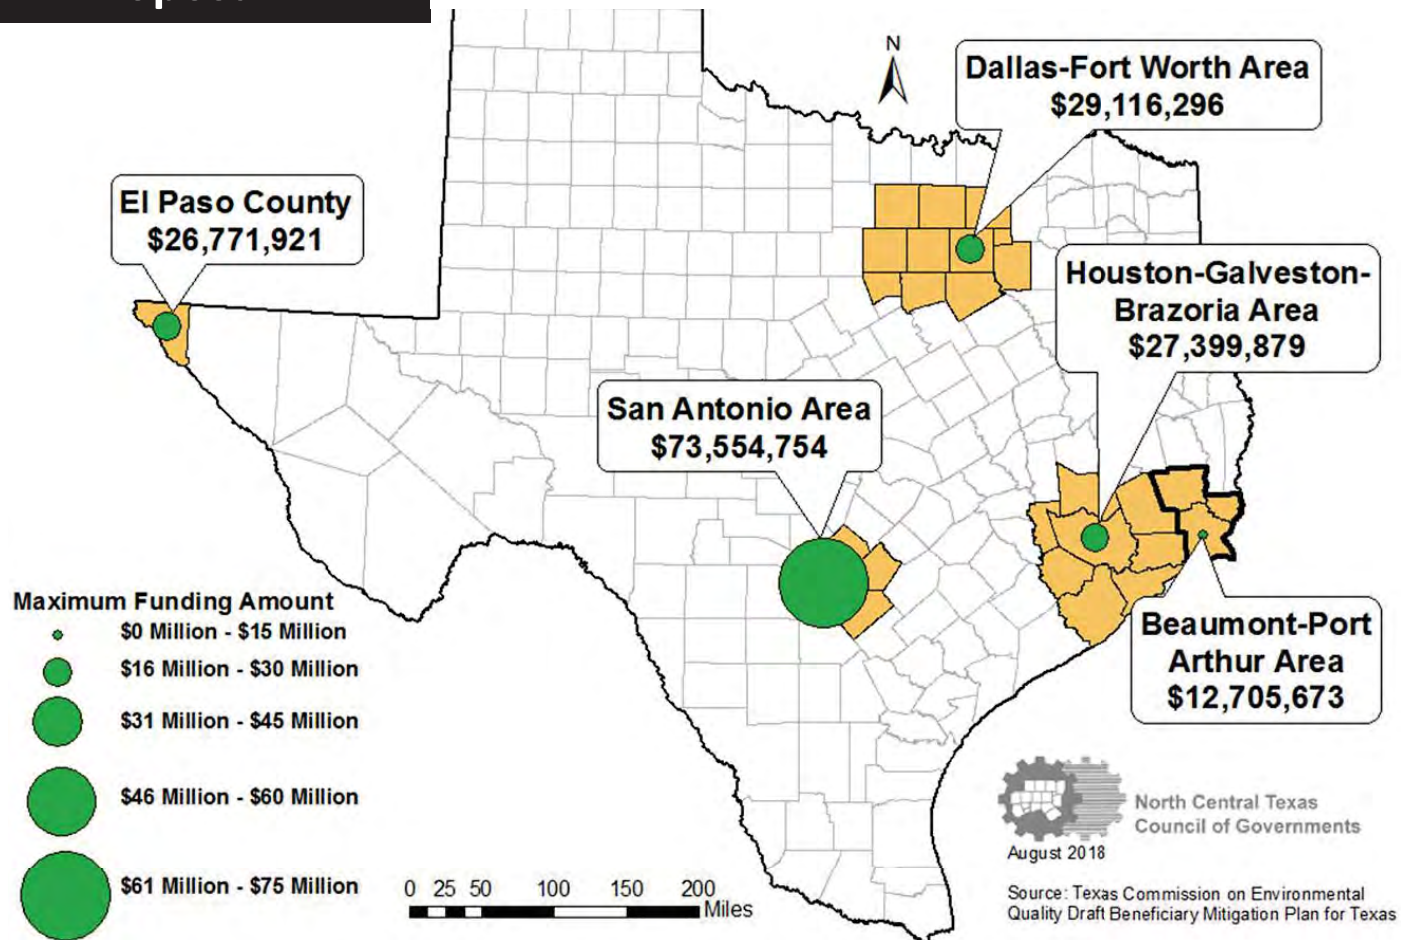 N
Dallas-Fort Worth Area
$29,116,296
El Paso County
$26,771,921
Houston-Galveston-
Brazoria Area
$27,399,879
San Antonio Area
$73,554,754
Beaumont-Port
Arthur Area
$12,705,673
Maximum Funding Amount
$0 Million - $15 Million
$16 Million - $30 Million
$31 Million - $45 Million
$46 Million - $60 Million
$61 Million - $75 Million
0 25 50 100 150 200
Miles
North Central Texas
Council of Governments
August 2018
Source: Texas Commission on Environmental
Quality Draft Beneficiary Mitigation Plan for Texas